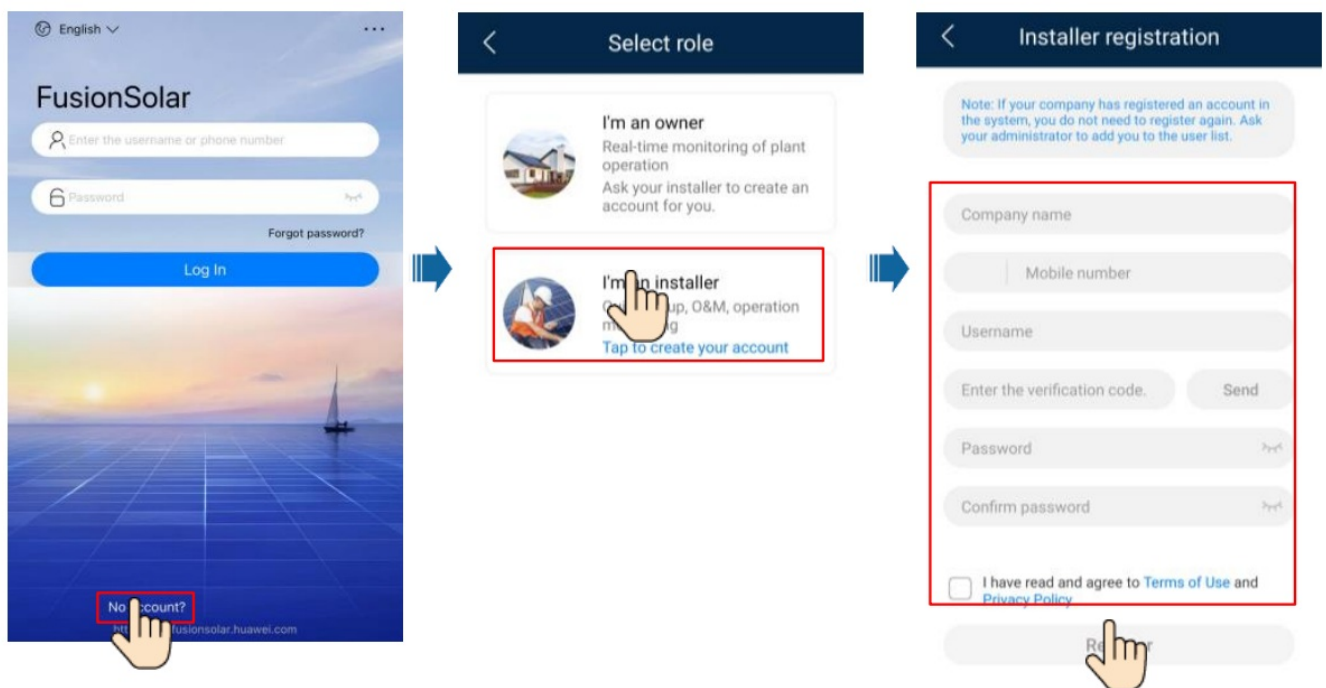 English
FusionSolar
Enter the username or phone number
Password
Forgot password?
Log In
No account?
fusionsolar.huawei.com
Select role
I'm an owner
Real-time monitoring of plant
operation
Ask your installer to create an
account for you.
I'm an installer
up, O&M, operation
Tap to create your account
Installer registration
Note: If your company has registered an account in
the system, you do not need to register again. Ask
your administrator to add you to the user list.
Company name
Mobile number
Username
Enter the verification code.
Send
Password
Confirm password
I have read and agree to Terms of Use and
Privacy Policy